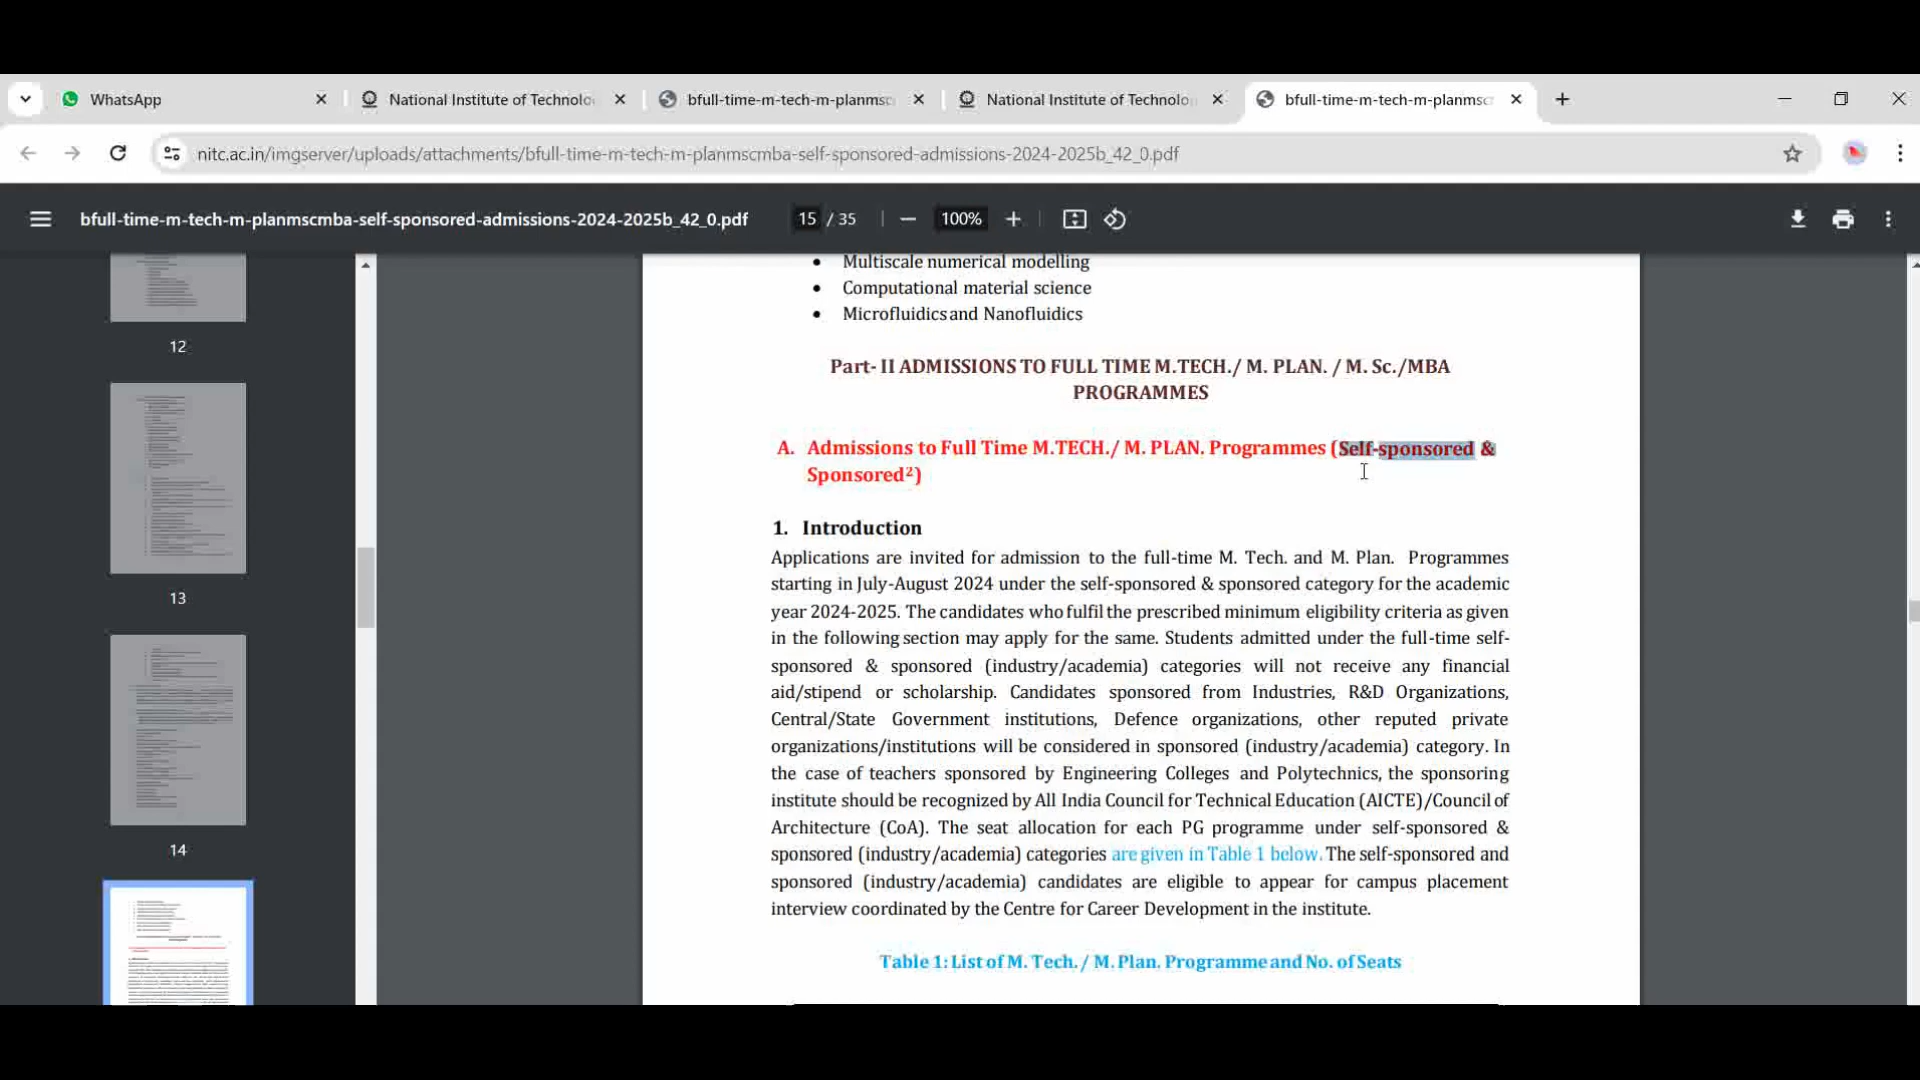 WhatsApp
National Institute of Technolo
bfull-time-m-tech-m-planmsc
National Institute of Technolo
bfull-time-m-tech-m-planmsc
nitc.ac.in/imgserver/uploads/attachments/bfull-time-m-tech-m-planmscmba-self-sponsored-admissions-2024-2025b_42_0.pdf
bfull-time-m-tech-m-planmscmba-self-sponsored-admissions-2024-2025b_42_0.pdf
15 / 35
100%
12
13
14
• Multiscale numerical modelling
• Computational material science
• Microfluidics and Nanofluidics
Part- II ADMISSIONS TO FULL TIME M.TECH./ M. PLAN. / M. Sc./MBA
PROGRAMMES
A. Admissions to Full Time M.TECH./ M. PLAN. Programmes (Self-sponsored &
Sponsored²)
1. Introduction
Applications are invited for admission to the full-time M. Tech. and M. Plan. Programmes
starting in July-August 2024 under the self-sponsored & sponsored category for the academic
year 2024-2025. The candidates who fulfil the prescribed minimum eligibility criteria as given
in the following section may apply for the same. Students admitted under the full-time self-
sponsored & sponsored (industry/academia) categories will not receive any financial
aid/stipend or scholarship. Candidates sponsored from Industries, R&D Organizations,
Central/State Government institutions, Defence organizations, other reputed private
organizations/institutions will be considered in sponsored (industry/academia) category. In
the case of teachers sponsored by Engineering Colleges and Polytechnics, the sponsoring
institute should be recognized by All India Council for Technical Education (AICTE)/Council of
Architecture (CoA). The seat allocation for each PG programme under self-sponsored &
sponsored (industry/academia) categories are given in Table 1 below. The self-sponsored and
sponsored (industry/academia) candidates are eligible to appear for campus placement
interview coordinated by the Centre for Career Development in the institute.
Table 1: List of M. Tech. / M. Plan. Programme and No. of Seats